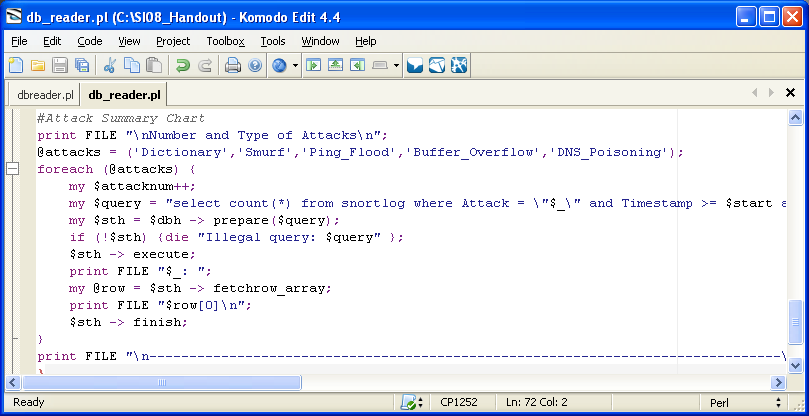 db_reader.pl (C:\SI08_Handout) - Komodo Edit 4.4
File Edit Code View Project Toolbox Tools Window Help
dbreader.pl db_reader.pl
#Attack Summary Chart
print FILE "\nNumber and Type of Attacks\n";
@attacks = ('Dictionary','Smurf','Ping_Flood','Buffer_Overflow','DNS_Poisoning');
foreach (@attacks) {
    my $attacknum++;
    my $query = "select count(*) from snortlog where Attack = \"$_\" and Timestamp >= $start a
    my $sth = $dbh -> prepare($query);
    if (!$sth) {die "Illegal query: $query" };
    $sth -> execute;
    print FILE "$_: ";
    my @row = $sth -> fetchrow_array;
    print FILE "$row[0]\n";
    $sth -> finish;
}
print FILE "\n-------------------------------------------------------------------------------\
}
Ready CP1252 Ln: 72 Col: 2 Perl